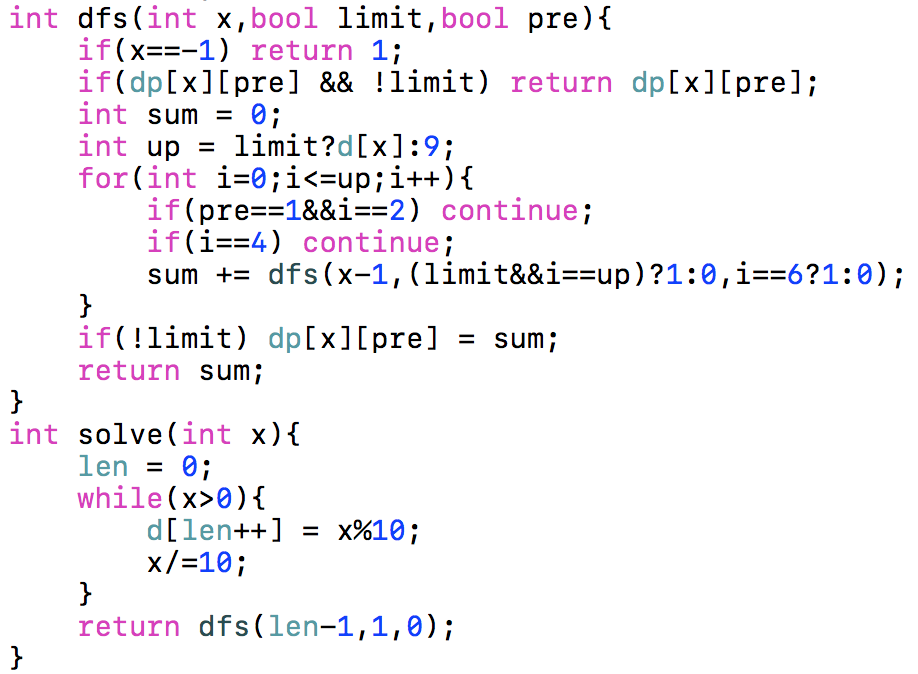 int dfs(int x,bool limit,bool pre){
    if(x==-1) return 1;
    if(dp[x][pre] && !limit) return dp[x][pre];
    int sum = 0;
    int up = limit?d[x]:9;
    for(int i=0;i<=up;i++){
        if(pre==1&&i==2) continue;
        if(i==4) continue;
        sum += dfs(x-1,(limit&&i==up)?1:0,i==6?1:0);
    }
    if(!limit) dp[x][pre] = sum;
    return sum;
}
int solve(int x){
    len = 0;
    while(x>0){
        d[len++] = x%10;
        x/=10;
    }
    return dfs(len-1,1,0);
}